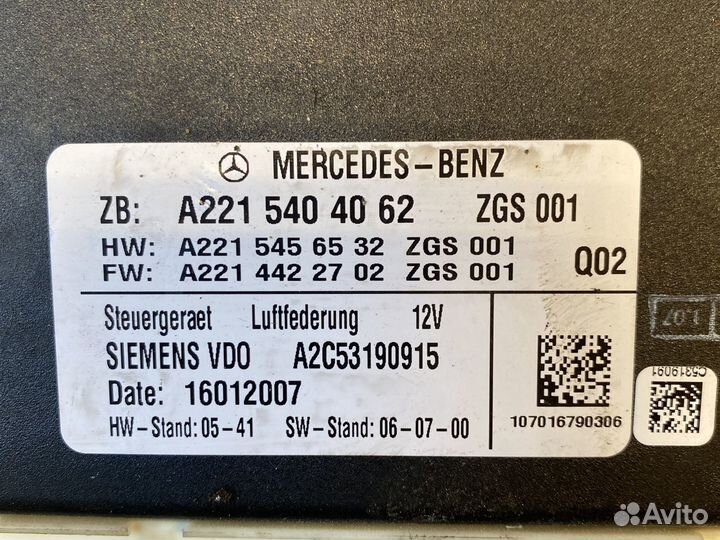 MERCEDES-BENZ
ZB: A221 540 40 62 ZGS 001
HW: A221 545 65 32 ZGS 001
FW: A221 442 27 02 ZGS 001
Q02
Steuergeraet Luftfederung 12V
SIEMENS VDO A2C53190915
Date: 16012007
HW-Stand: 05-41 SW-Stand: 06-07-00
107016790306
L07
C5319091
Avito